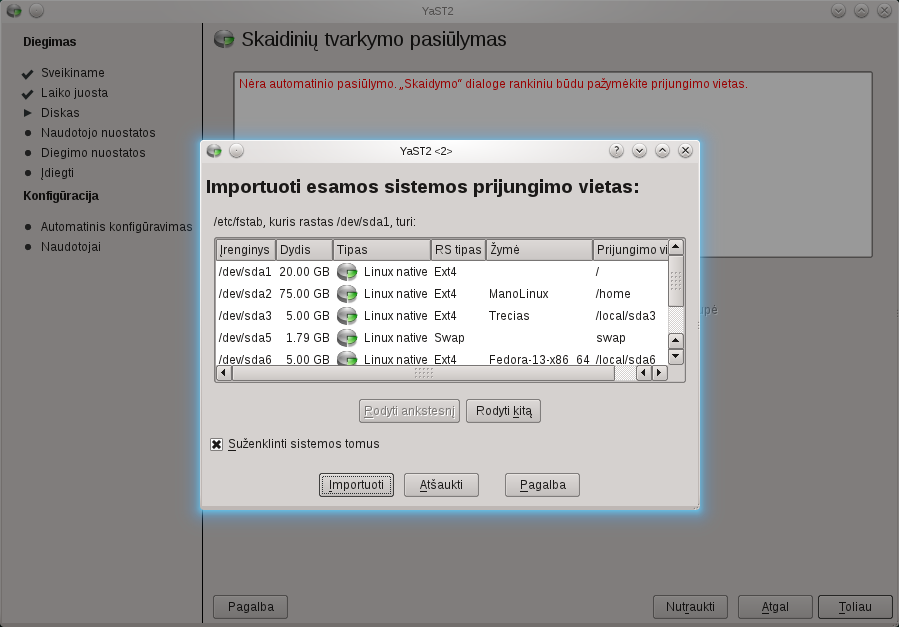 YaST2
Diegimas
Sveikiname
Laiko juosta
Diskas
Naudotojo nuostatos
Diegimo nuostatos
Įdiegti
Konfigūracija
Automatinis konfigūravimas
Naudotojai
Skaidinių tvarkymo pasiūlymas
Nėra automatinio pasiūlymo. „Skaidymo“ dialoge rankiniu būdu pažymėkite prijungimo vietas.
YaST2 <2>
Importuoti esamos sistemos prijungimo vietas:
/etc/fstab, kuris rastas /dev/sda1, turi:
Įrenginys Dydis Tipas RS tipas Žymė Prijungimo vi
/dev/sda1 20.00 GB Linux native Ext4 /
/dev/sda2 75.00 GB Linux native Ext4 ManoLinux /home
/dev/sda3 5.00 GB Linux native Ext4 Trecias /local/sda3
/dev/sda5 1.79 GB Linux native Swap swap
/dev/sda6 5.00 GB Linux native Ext4 Fedora-13-x86_64 /local/sda6
Rodyti ankstesnį Rodyti kitą
Suženklinti sistemos tomus
Importuoti Atšaukti Pagalba
Pagalba Nutraukti Atgal Toliau